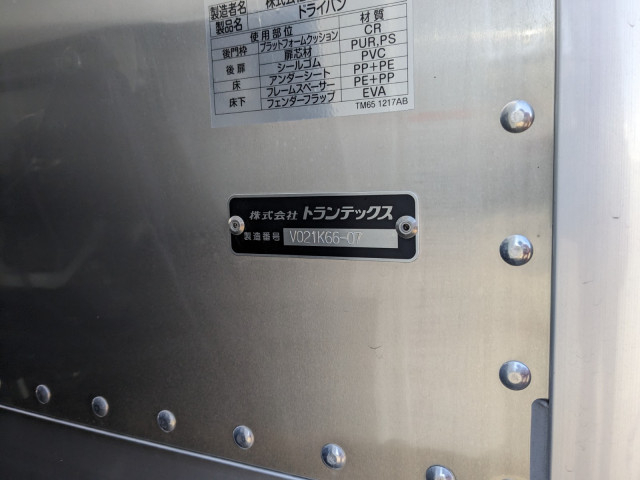 製造者名 株式会
製品名 ドライバン
使用部位 材質
後門枠 プラットフォームクッション CR
後扉 扉芯材 PUR,PS
シールゴム PVC
床 アンダーシート PP+PE
床下 フレームスペーサー PE+PP
フェンダーフラップ EVA
TM65 1217AB
株式会社 トランテックス
製造番号 V021K66-07